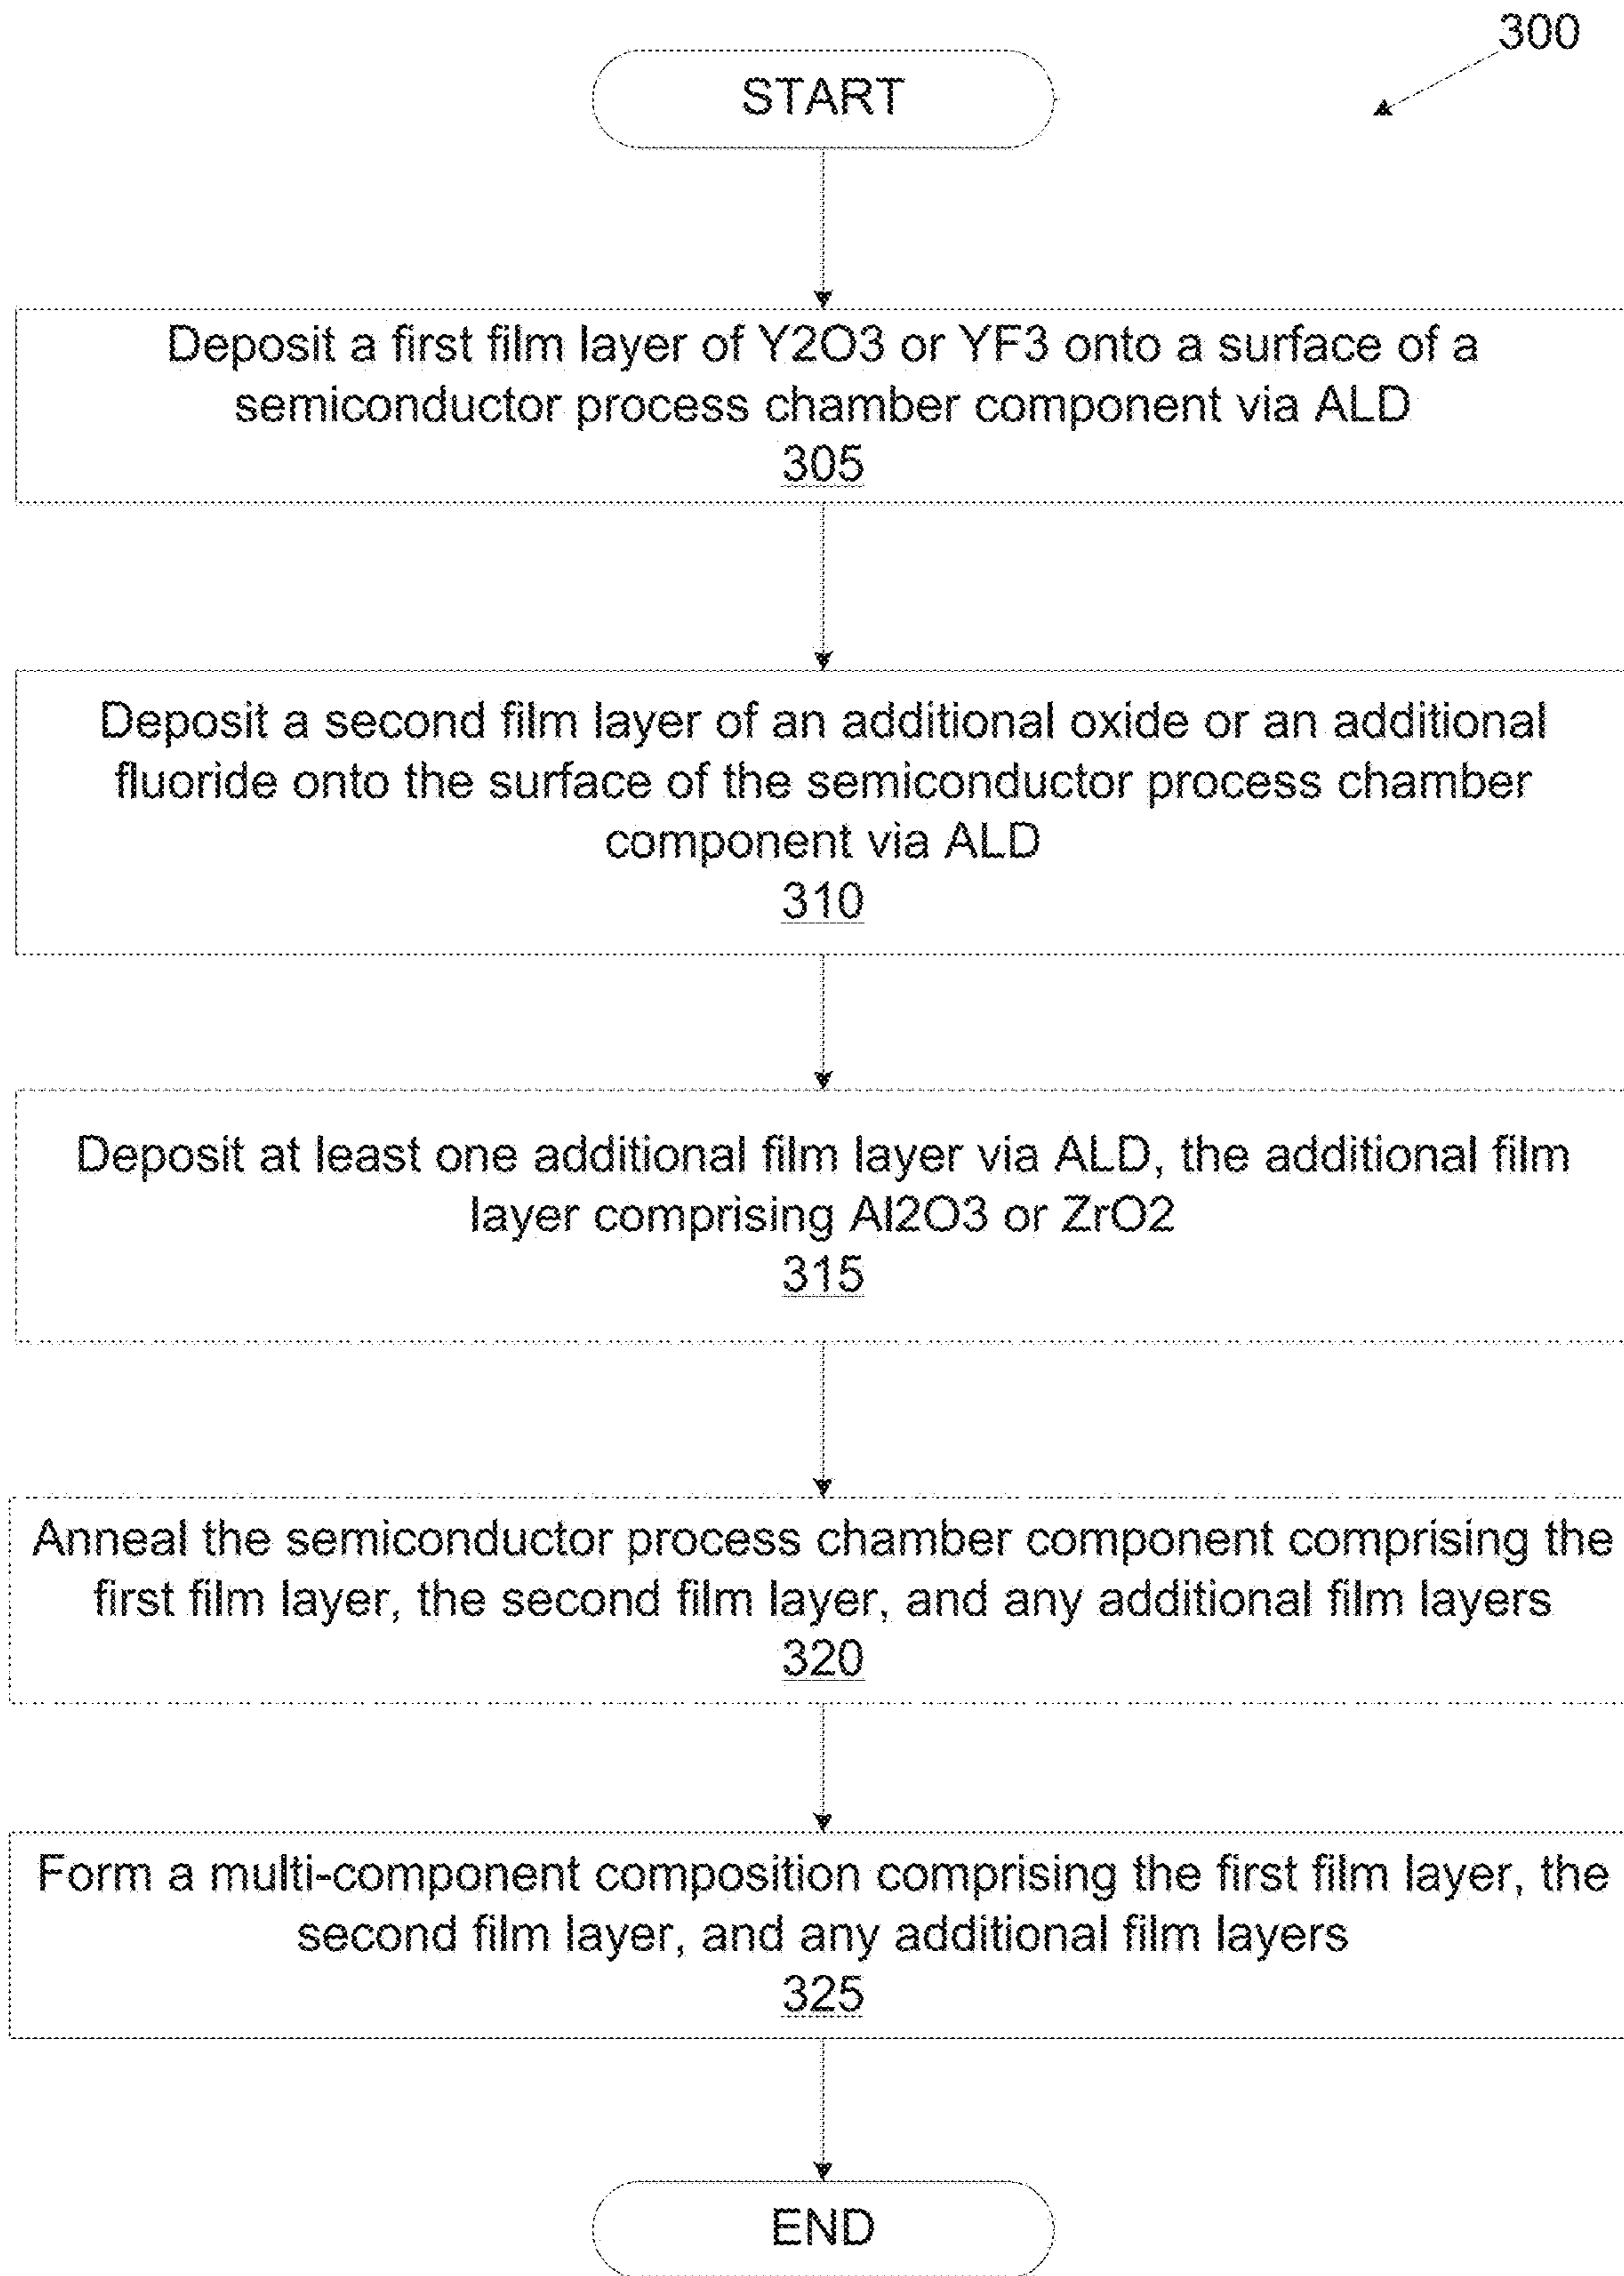 300
START
Deposit a first film layer of Y2O3 or YF3 onto a surface of a
semiconductor process chamber component via ALD
305
Deposit a second film layer of an additional oxide or an additional
fluoride onto the surface of the semiconductor process chamber
component via ALD
310
Deposit at least one additional film layer via ALD, the additional film
layer comprising Al2O3 or ZrO2
315
Anneal the semiconductor process chamber component comprising the
first film layer, the second film layer, and any additional film layers
320
Form a multi-component composition comprising the first film layer, the
second film layer, and any additional film layers
325
END